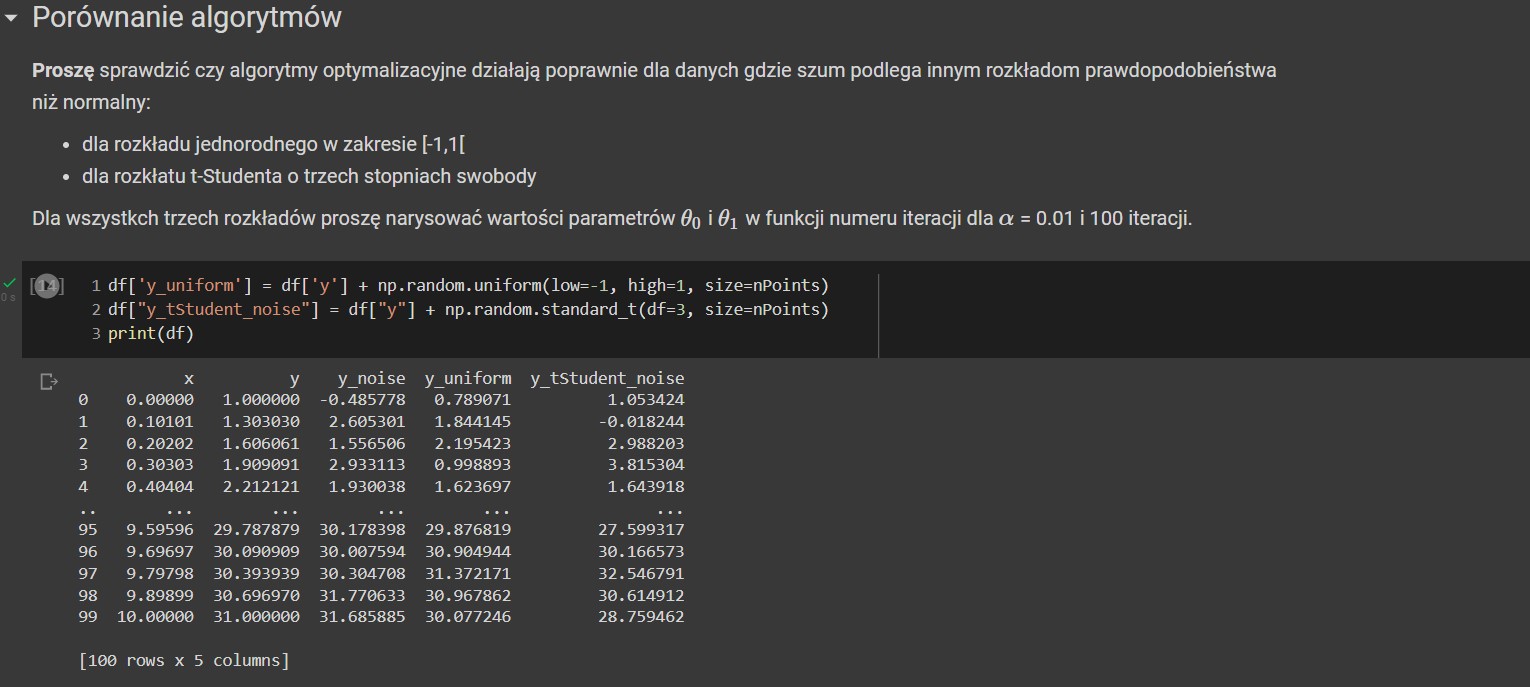 Porównanie algorytmów
Proszę sprawdzić czy algorytmy optymalizacyjne działają poprawnie dla danych gdzie szum podlega innym rozkładom prawdopodobieństwa
niż normalny:
• dla rozkładu jednorodnego w zakresie [-1,1[
• dla rozkłatu t-Studenta o trzech stopniach swobody
Dla wszystkch trzech rozkładów proszę narysować wartości parametrów θ₀ i θ₁ w funkcji numeru iteracji dla α = 0.01 i 100 iteracji.
[14] 1 df['y_uniform'] = df['y'] + np.random.uniform(low=-1, high=1, size=nPoints)
0 s 2 df["y_tStudent_noise"] = df["y"] + np.random.standard_t(df=3, size=nPoints)
3 print(df)
x y y_noise y_uniform y_tStudent_noise
0 0.00000 1.000000 -0.485778 0.789071 1.053424
1 0.10101 1.303030 2.605301 1.844145 -0.018244
2 0.20202 1.606061 1.556506 2.195423 2.988203
3 0.30303 1.909091 2.933113 0.998893 3.815304
4 0.40404 2.212121 1.930038 1.623697 1.643918
.. ... ... ... ... ...
95 9.59596 29.787879 30.178398 29.876819 27.599317
96 9.69697 30.090909 30.007594 30.904944 30.166573
97 9.79798 30.393939 30.304708 31.372171 32.546791
98 9.89899 30.696970 31.770633 30.967862 30.614912
99 10.00000 31.000000 31.685885 30.077246 28.759462
[100 rows x 5 columns]